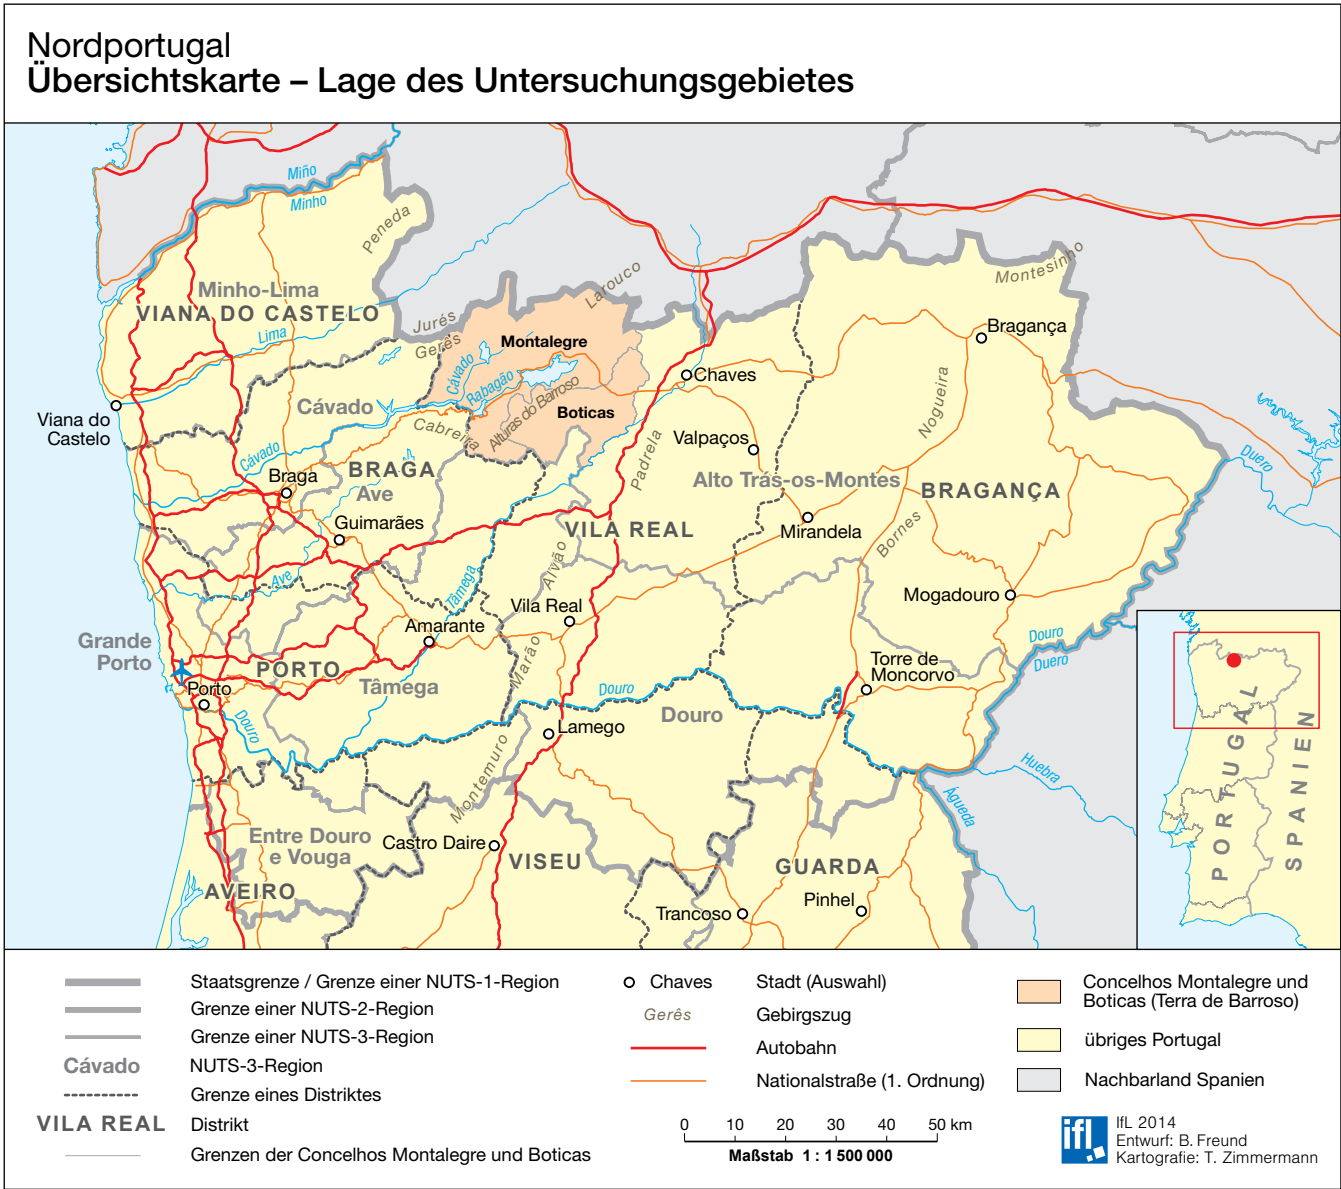 Nordportugal
Übersichtskarte – Lage des Untersuchungsgebietes
Miño
Minho
Peneda
Minho-Lima
VIANA DO CASTELO
Lima
Jurés
Gerês
Larouco
Montalegre
Cávado
Rabagão
Alturas do Barroso
Boticas
Cabreira
Montesinho
Bragança
Chaves
Nogueira
Viana do
Castelo
Cávado
Cávado
Valpaços
Padrela
Duero
Braga
BRAGA
Ave
Alto Trás-os-Montes
BRAGANÇA
Guimarães
VILA REAL
Mirandela
Bornes
Alvão
Ave
Tâmega
Vila Real
Mogadouro
Amarante
Grande
Porto
PORTO
Marão
Douro
Duero
Torre de
Moncorvo
Tâmega
Porto
Douro
Douro
Douro
Lamego
Montemuro
Huebra
Águeda
Entre Douro
e Vouga
Castro Daire
VISEU
GUARDA
AVEIRO
Trancoso
Pinhel
PORTUGAL
SPANIEN
Staatsgrenze / Grenze einer NUTS-1-Region
Grenze einer NUTS-2-Region
Grenze einer NUTS-3-Region
Cávado NUTS-3-Region
Grenze eines Distriktes
VILA REAL Distrikt
Grenzen der Concelhos Montalegre und Boticas
Chaves Stadt (Auswahl)
Gerês Gebirgszug
Autobahn
Nationalstraße (1. Ordnung)
0 10 20 30 40 50 km
Maßstab 1 : 1 500 000
Concelhos Montalegre und
Boticas (Terra de Barroso)
übriges Portugal
Nachbarland Spanien
ifl
IfL 2014
Entwurf: B. Freund
Kartografie: T. Zimmermann